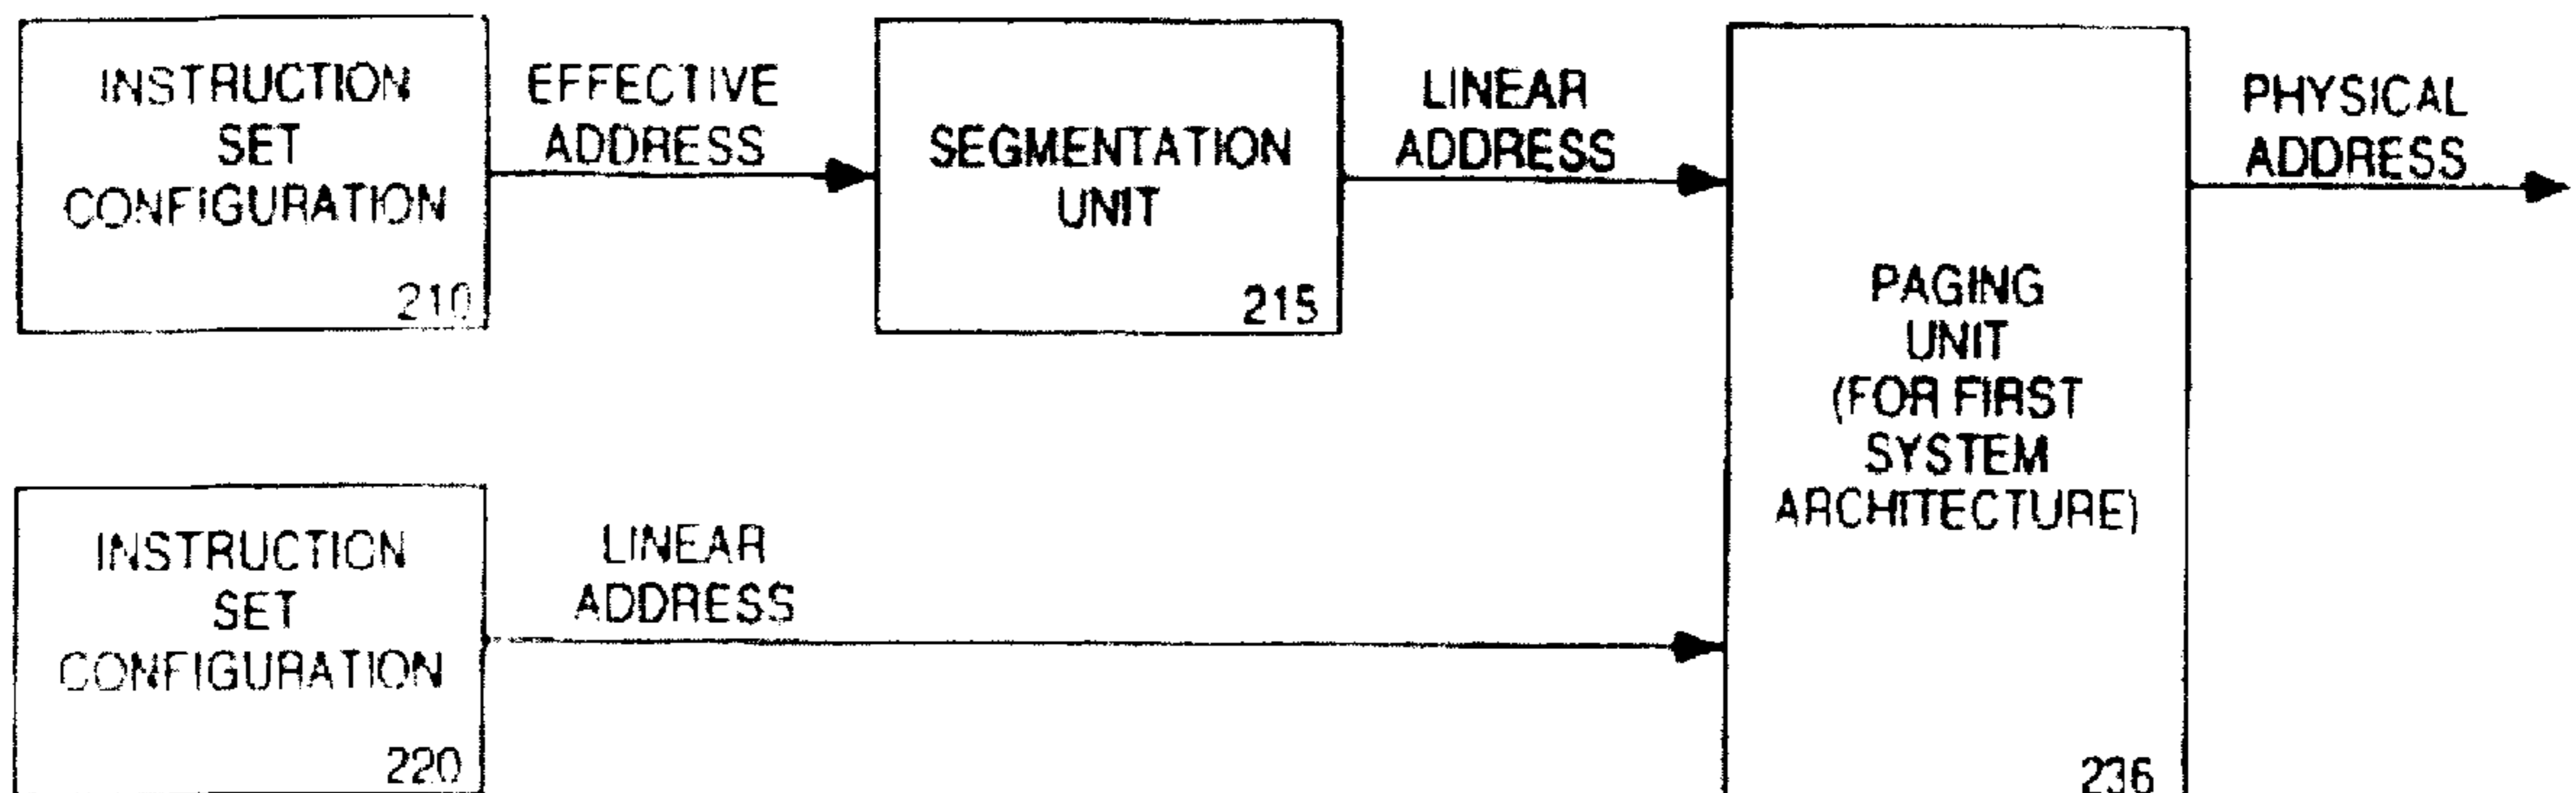 INSTRUCTION
SET
CONFIGURATION
210
EFFECTIVE
ADDRESS
SEGMENTATION
UNIT
215
LINEAR
ADDRESS
PAGING
UNIT
(FOR FIRST
SYSTEM
ARCHITECTURE)
236
PHYSICAL
ADDRESS
INSTRUCTION
SET
CONFIGURATION
220
LINEAR
ADDRESS